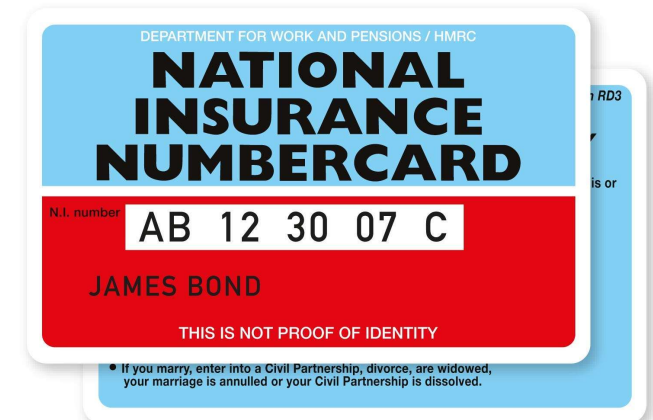 DEPARTMENT FOR WORK AND PENSIONS / HMRC
NATIONAL
INSURANCE
NUMBERCARD
N.I. number
AB 12 30 07 C
JAMES BOND
THIS IS NOT PROOF OF IDENTITY
RD3
is or
• If you marry, enter into a Civil Partnership, divorce, are widowed,
your marriage is annulled or your Civil Partnership is dissolved.